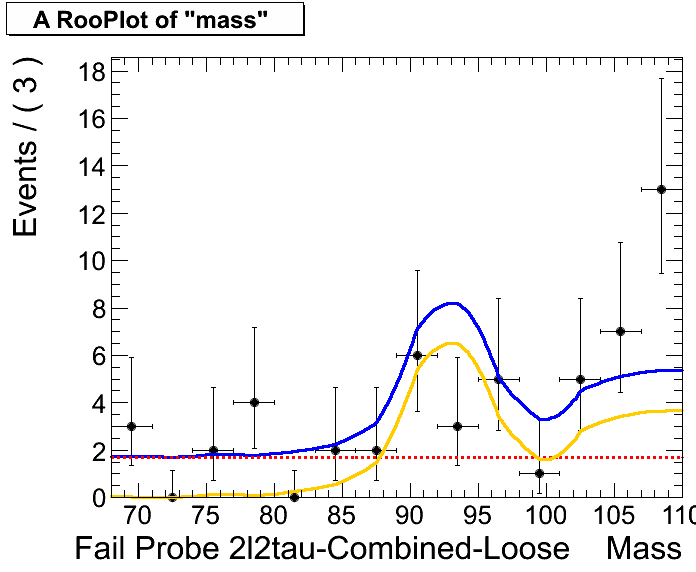 A RooPlot of "mass"
Events / ( 3 )
18
16
14
12
10
8
6
4
2
0
70 75 80 85 90 95 100 105 110
Fail Probe 2l2tau-Combined-Loose Mass